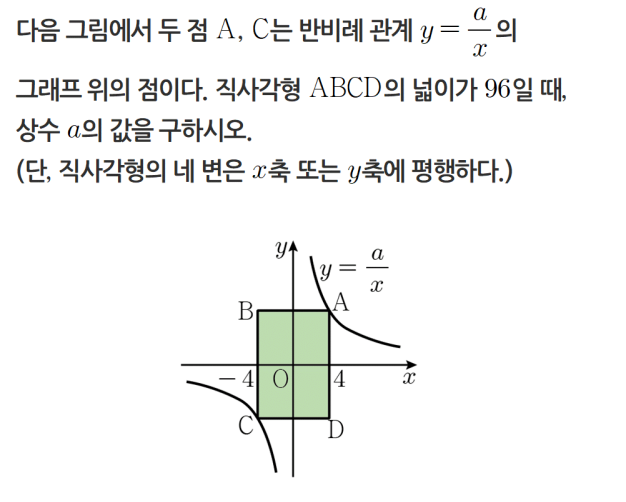 다음 그림에서 두 점 A, C는 반비례 관계 y = a/x 의
그래프 위의 점이다. 직사각형 ABCD의 넓이가 96일 때,
상수 a의 값을 구하시오.
(단, 직사각형의 네 변은 x축 또는 y축에 평행하다.)
y
y = a/x
B A
-4 O 4 x
C D